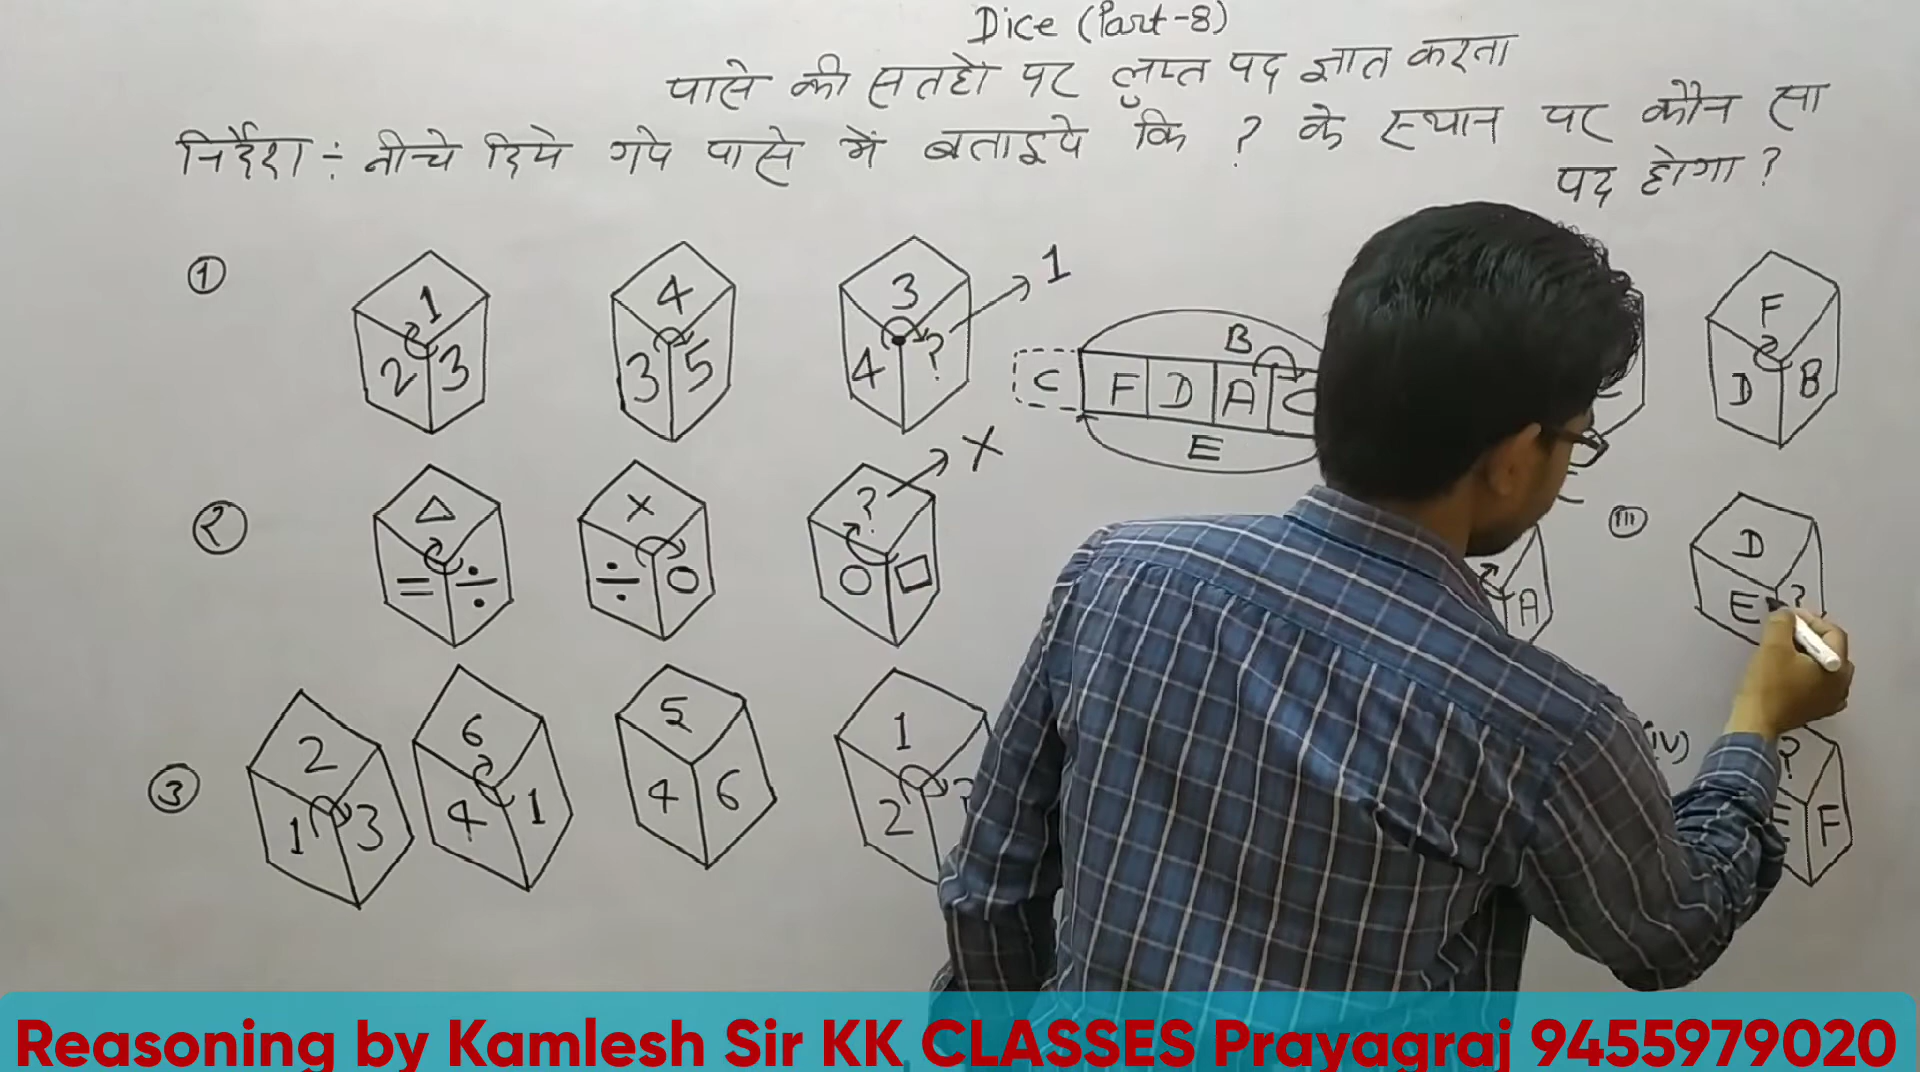 Dice (Part-8)
पासे की सतहों पर लुप्त पद ज्ञात करना
निर्देश ÷ नीचे दिये गये पासे में बताइये कि ? के स्थान पर कौन सा
पद होगा ?
① 1 2 3
4 3 5
3 4 ? 1
B
C F D A C
E
F D B
② △ = ÷
× ÷ ○
? ○ □ X
A
(iii) D E ?
③ 2 1 3
6 4 1
5 4 6
1 2 ?
(iv) ? E F
Reasoning by Kamlesh Sir KK CLASSES Prayagraj 9455979020